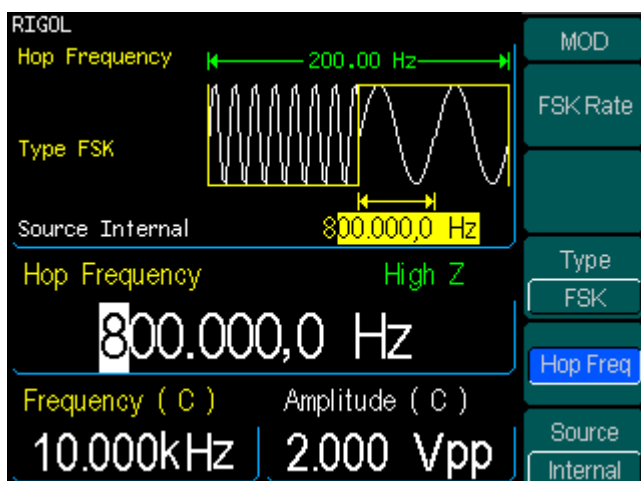 RIGOL
Hop Frequency
200.00 Hz
Type FSK
Source Internal
800.000,0 Hz
Hop Frequency
High Z
800.000,0 Hz
Frequency ( C )
Amplitude ( C )
10.000kHz
2.000 Vpp
MOD
FSK Rate
Type
FSK
Hop Freq
Source
Internal